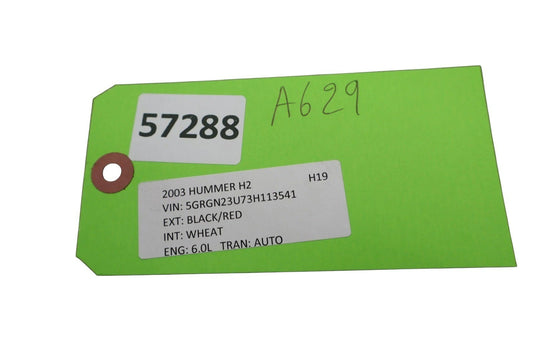 A629
57288
2003 HUMMER H2 H19
VIN: 5GRGN23U73H113541
EXT: BLACK/RED
INT: WHEAT
ENG: 6.0L TRAN: AUTO